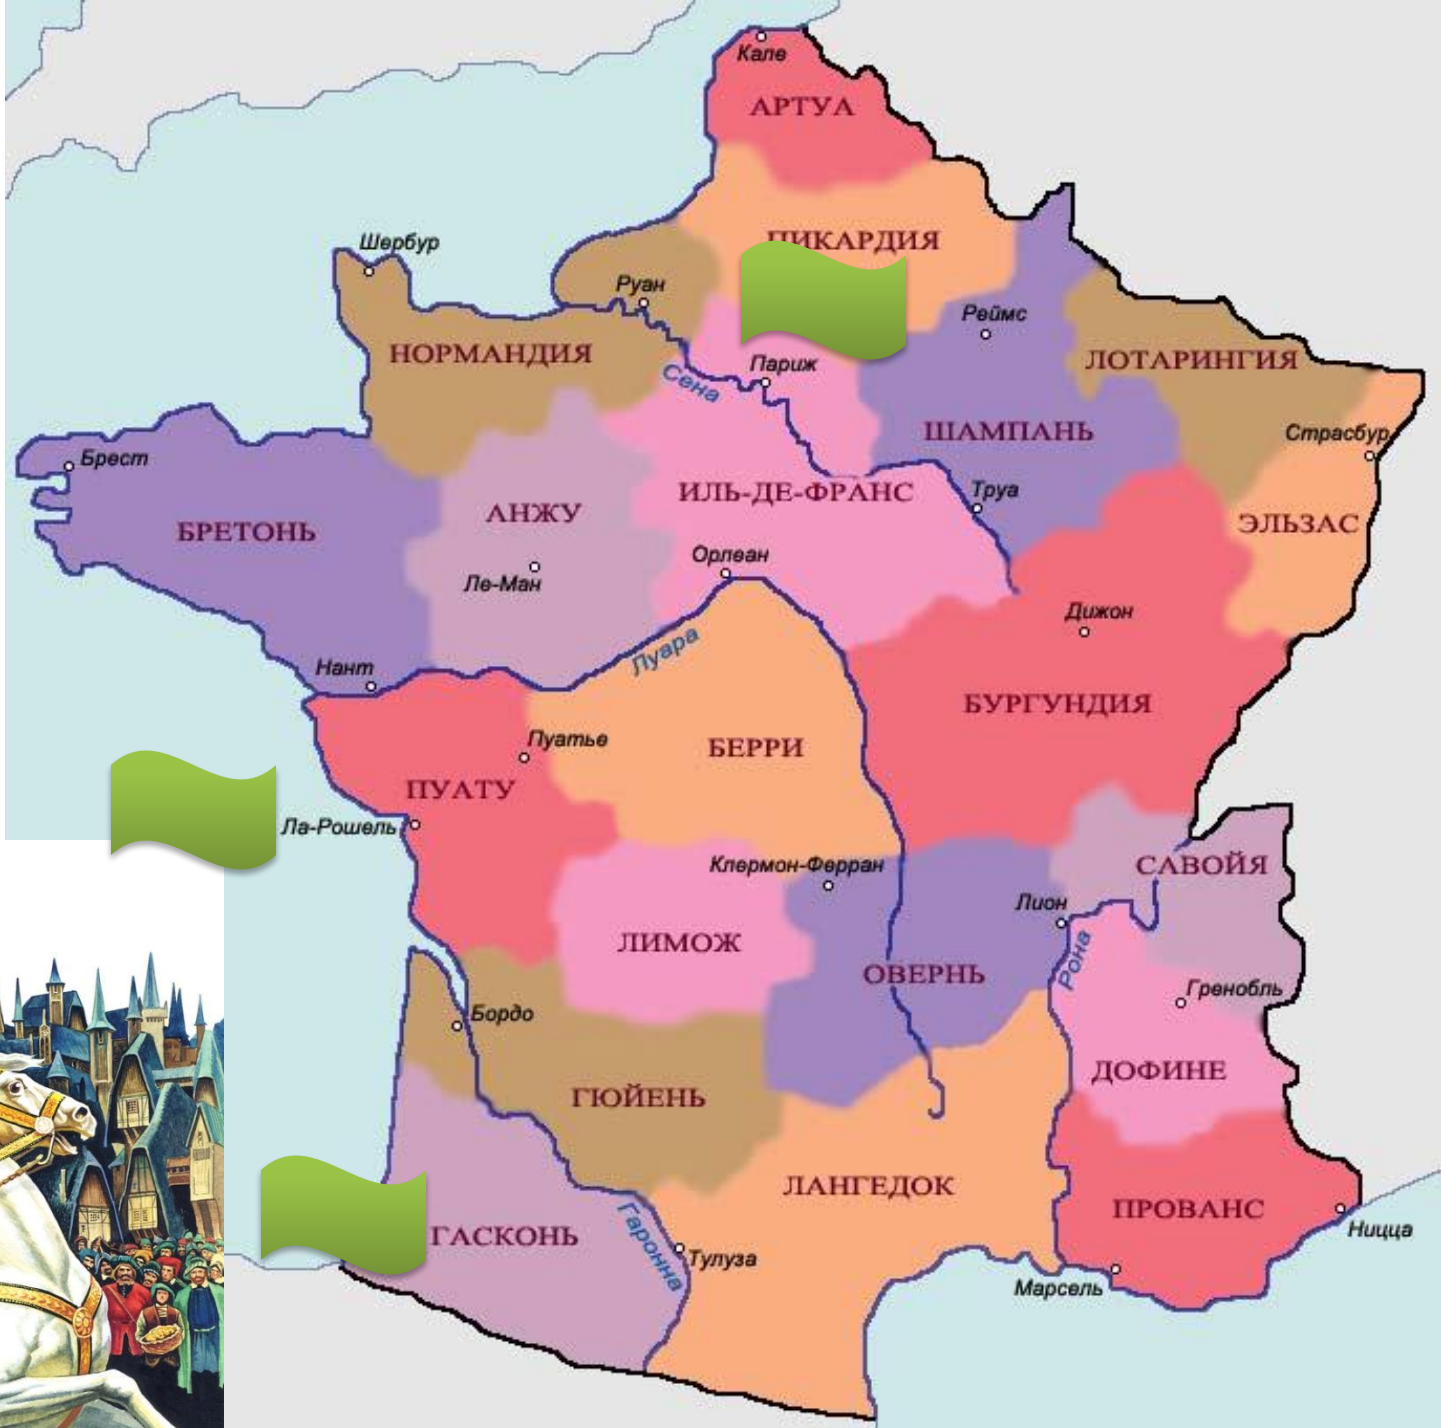 Кале
АРТУА
ПИКАРДИЯ
Шербур
Руан
Реймс
НОРМАНДИЯ
ЛОТАРИНГИЯ
Париж
Сена
ШАМПАНЬ
Страсбур
Брест
Труа
ИЛЬ-ДЕ-ФРАНС
АНЖУ
ЭЛЬЗАС
БРЕТОНЬ
Орлеан
Ле-Ман
Дижон
Луара
Нант
БУРГУНДИЯ
Пуатье
БЕРРИ
ПУАТУ
Ла-Рошель
Клермон-Ферран
САВОЙЯ
Лион
ЛИМОЖ
Рона
ОВЕРНЬ
Гренобль
Бордо
ДОФИНЕ
ГЮЙЕНЬ
ЛАНГЕДОК
ПРОВАНС
ГАСКОНЬ
Гаронна
Ницца
Тулуза
Марсель